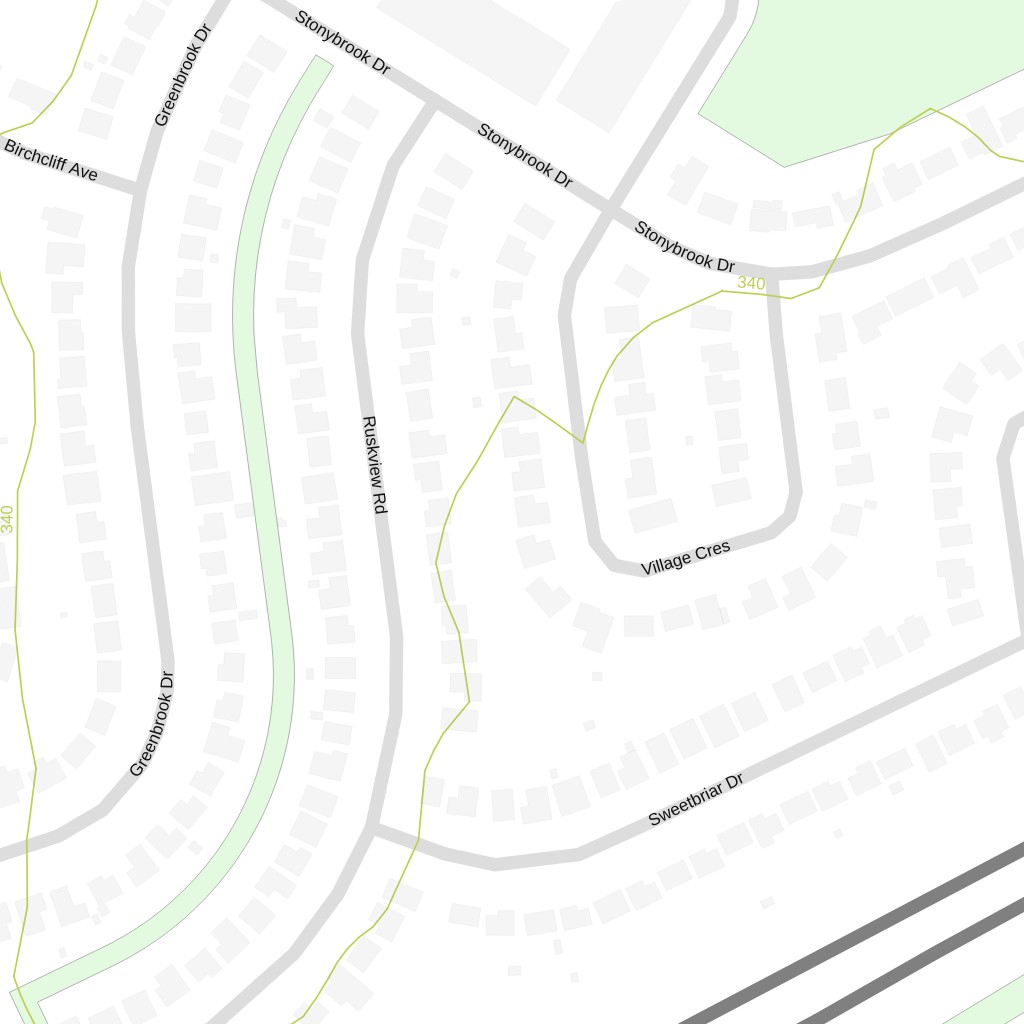 Stonybrook Dr
Greenbrook Dr
Birchcliff Ave
Stonybrook Dr
Stonybrook Dr
340
Ruskview Rd
340
Village Cres
Greenbrook Dr
Sweetbriar Dr